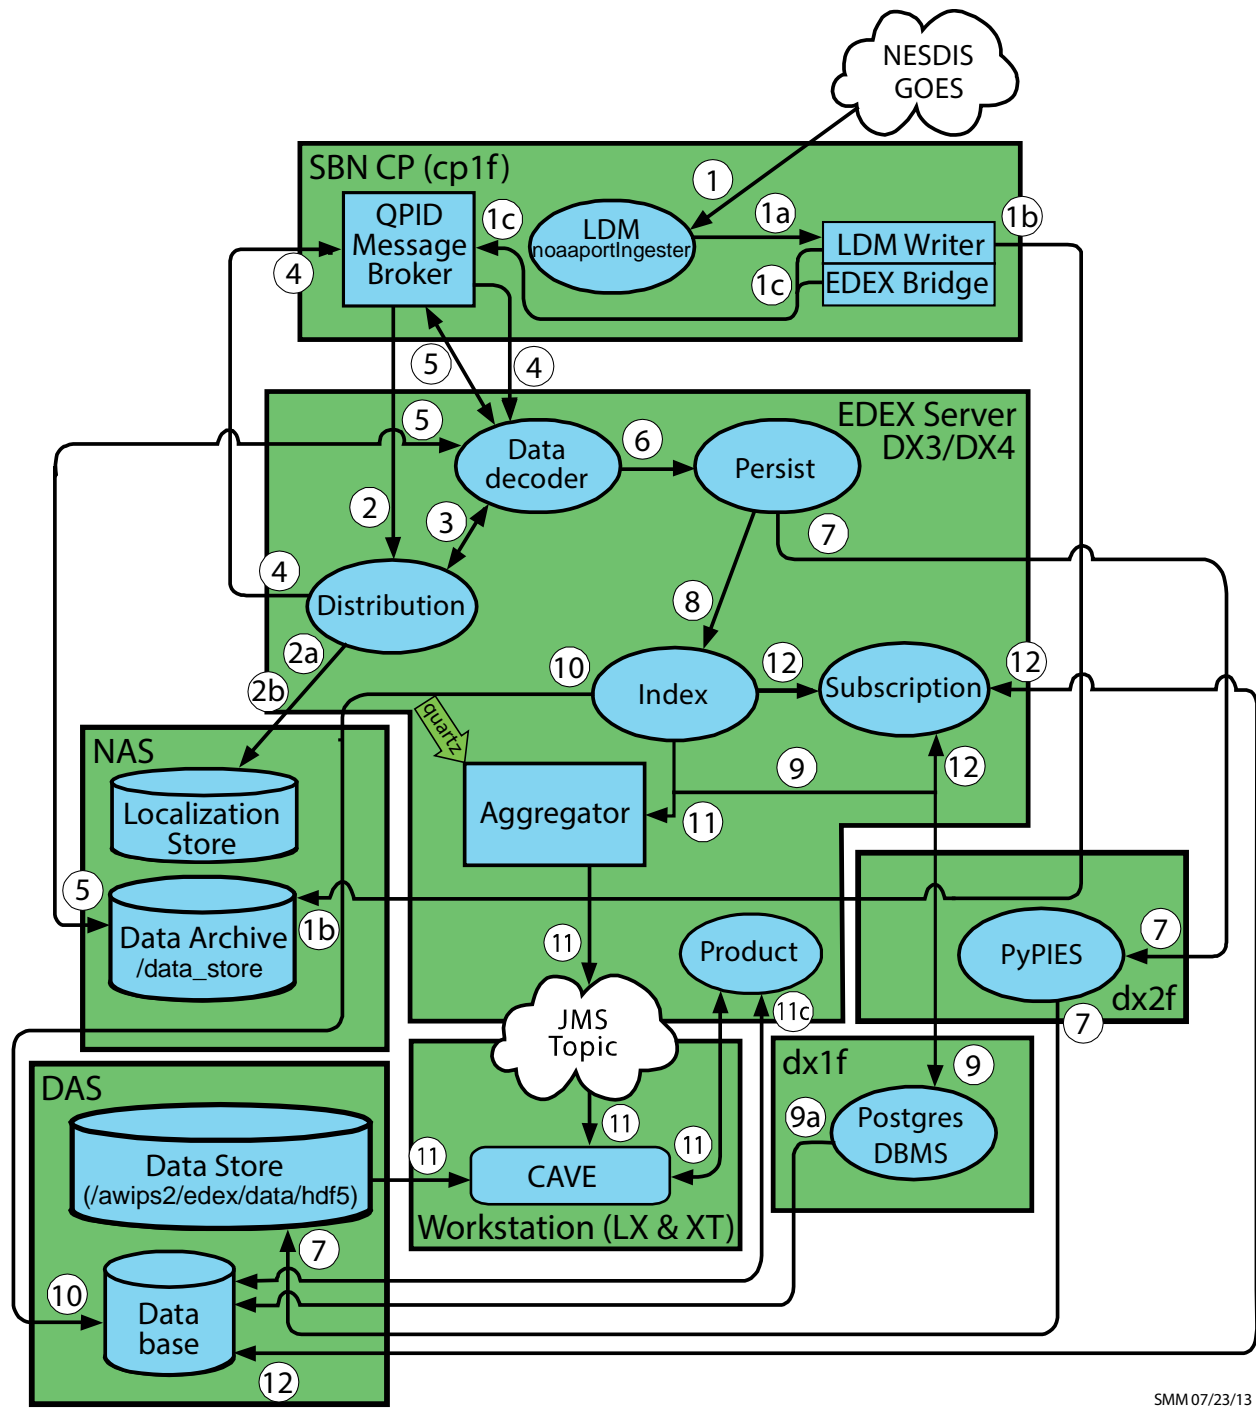 NESDIS
GOES
SBN CP (cp1f)
1
QPID
Message
Broker
1c
LDM
noaaportIngester
1a
1b
LDM Writer
EDEX Bridge
1c
4
5
4
EDEX Server
DX3/DX4
5
Data
decoder
6
Persist
2
3
7
4
Distribution
8
2a
2b
10
12
12
Index
Subscription
quartz
NAS
9
12
Localization
Store
Aggregator
11
5
Data Archive
/data_store
1b
11
Product
7
PyPIES
dx2f
11c
7
JMS
Topic
dx1f
9
DAS
9a
Postgres
DBMS
11
11
11
Data Store
(/awips2/edex/data/hdf5)
CAVE
Workstation (LX & XT)
7
10
Data
base
12
SMM 07/23/13